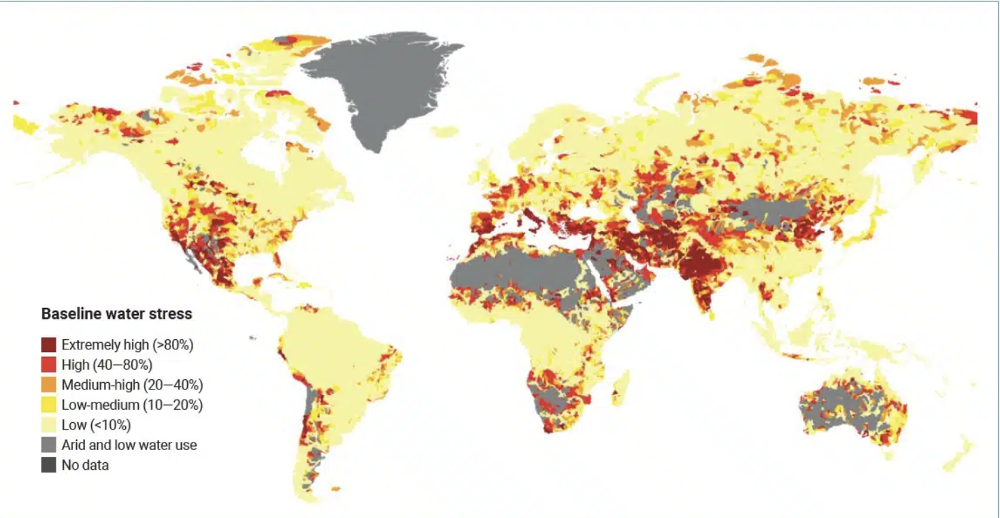 Baseline water stress
Extremely high (>80%)
High (40—80%)
Medium-high (20—40%)
Low-medium (10—20%)
Low (<10%)
Arid and low water use
No data